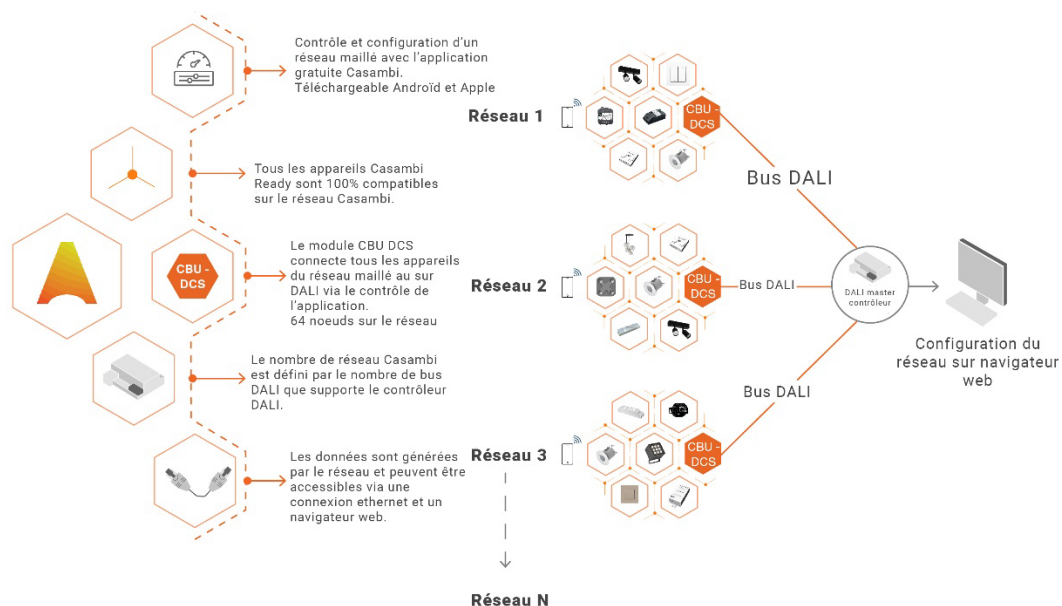 Contrôle et configuration d'un
réseau maillé avec l'application
gratuite Casambi.
Téléchargeable Androïd et Apple
Tous les appareils Casambi
Ready sont 100% compatibles
sur le réseau Casambi.
CBU -
DCS
Le module CBU DCS
connecte tous les appareils
du réseau maillé au sur
DALI via le contrôle de
l'application.
64 noeuds sur le réseau
Le nombre de réseau Casambi
est défini par le nombre de bus
DALI que supporte le contrôleur
DALI.
Les données sont générées
par le réseau et peuvent être
accessibles via une
connexion ethernet et un
navigateur web.
Réseau 1
CBU -
DCS
Bus DALI
Réseau 2
CBU -
DCS
Bus DALI
Réseau 3
CBU -
DCS
Bus DALI
Réseau N
DALI master
contrôleur
Configuration du
réseau sur navigateur
web